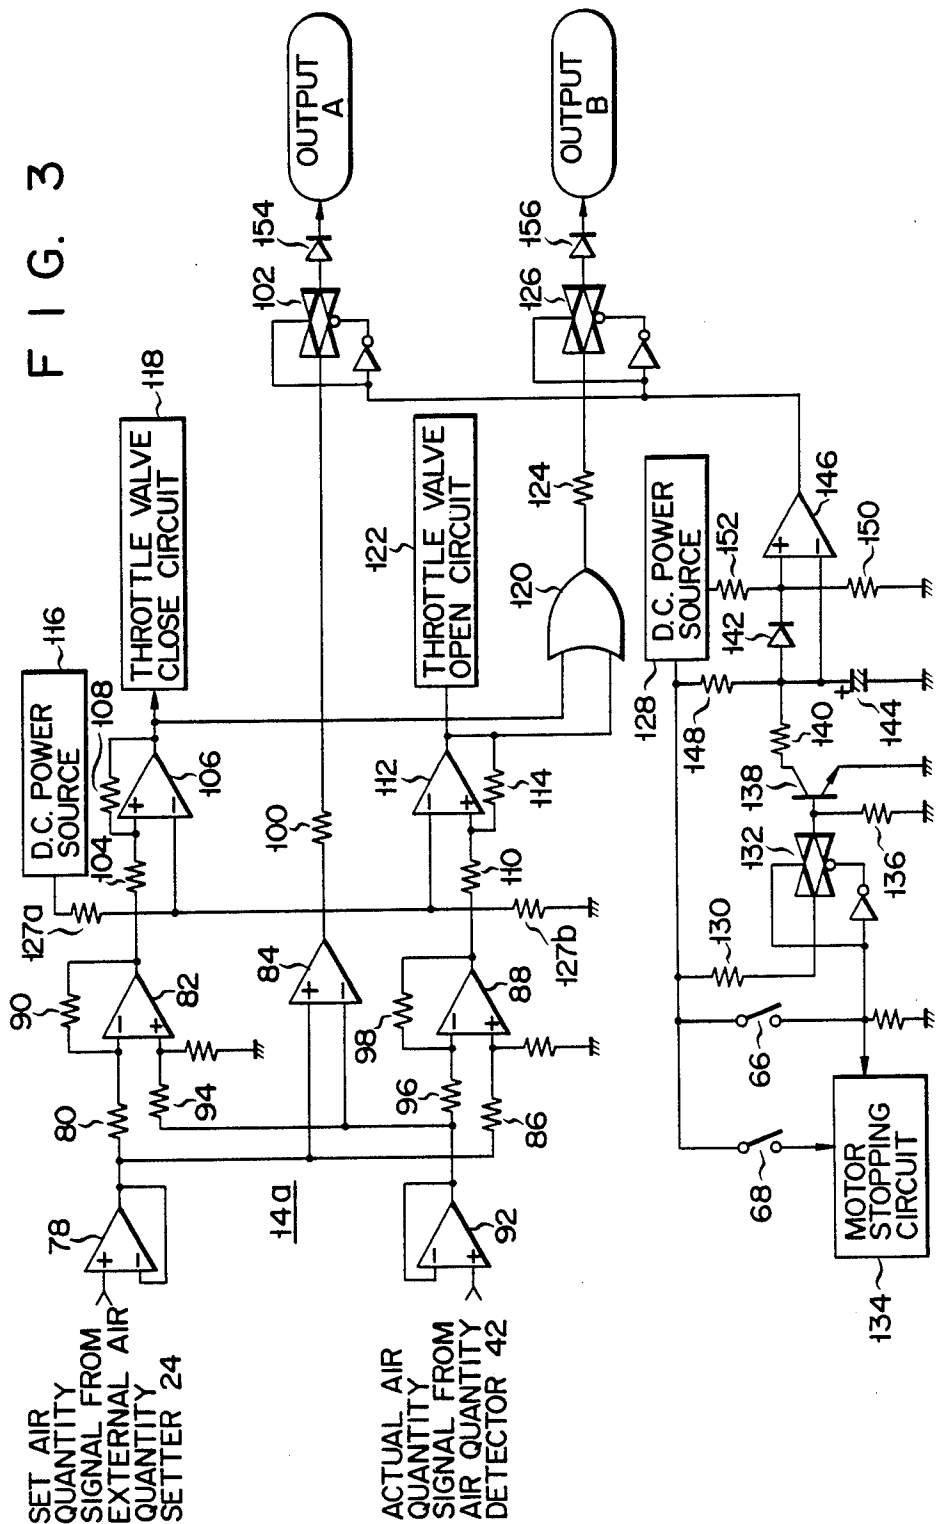 FIG. 3
116
D.C. POWER
SOURCE
108
THROTTLE VALVE
CLOSE CIRCUIT
118
127a
104
106
90
82
80
94
78
SET AIR
QUANTITY
SIGNAL FROM
EXTERNAL AIR
QUANTITY
SETTER 24
14a
84
100
102
154
OUTPUT
A
122
THROTTLE VALVE
OPEN CIRCUIT
112
114
110
127b
98
88
96
86
92
ACTUAL AIR
QUANTITY
SIGNAL FROM
AIR QUANTITY
DETECTOR 42
120
124
126
156
OUTPUT
B
128
D.C. POWER
SOURCE
152
146
150
142
148
144
140
138
132
136
130
66
68
MOTOR
STOPPING
CIRCUIT
134
+
−
−
+
+
−
+
−
−
+
−
+
−
+
+
−
+